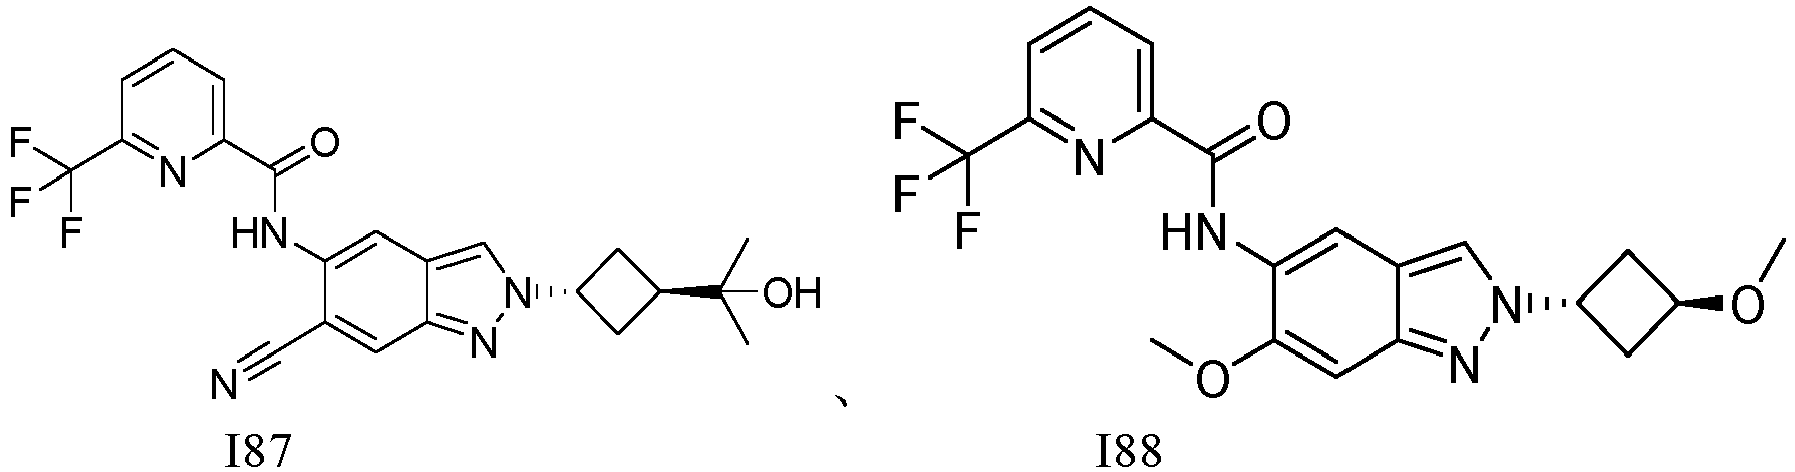 F F F N O HN N N N OH
F F F N O HN O N N O
、
I87 I88